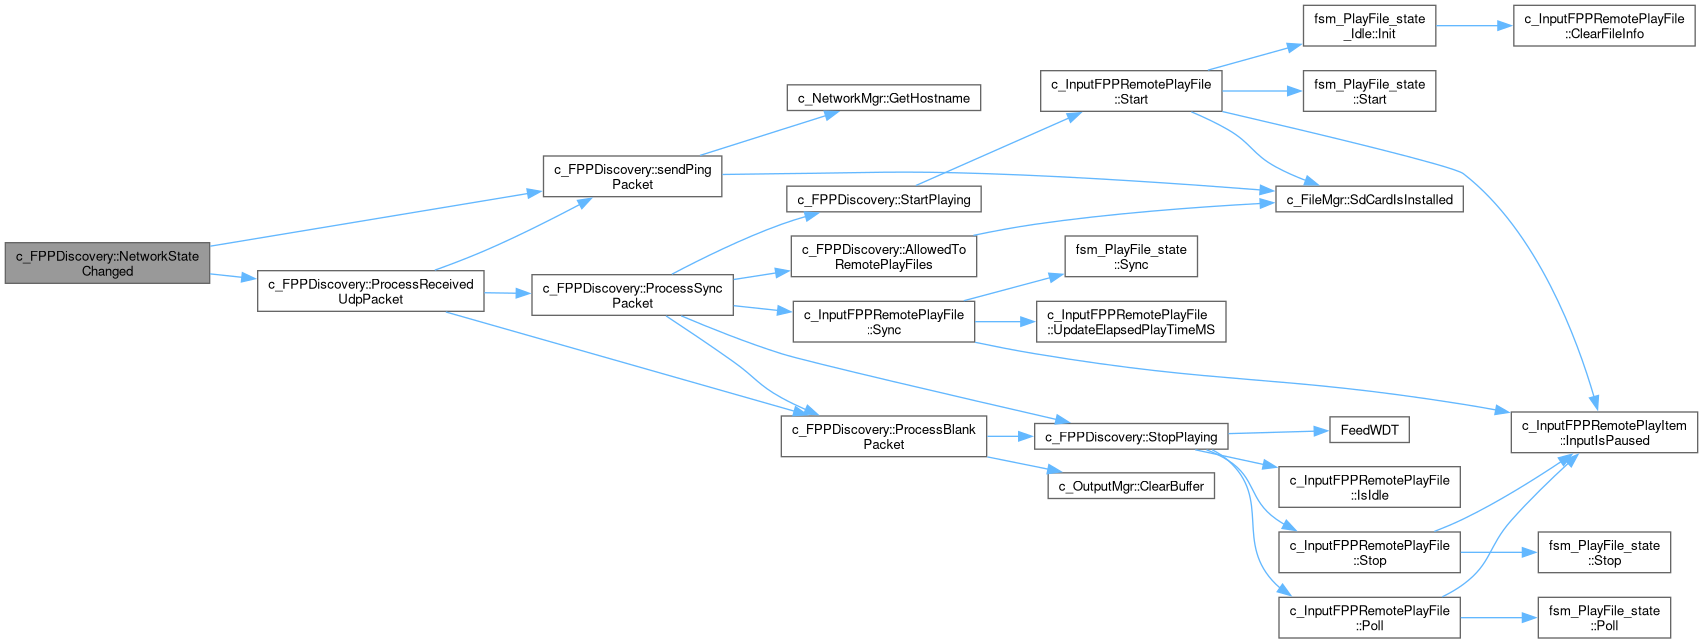 c_FPPDiscovery::NetworkState
Changed
c_FPPDiscovery::sendPing
Packet
c_FPPDiscovery::ProcessReceived
UdpPacket
c_NetworkMgr::GetHostname
c_FPPDiscovery::ProcessSync
Packet
c_FPPDiscovery::StartPlaying
c_FPPDiscovery::AllowedTo
RemotePlayFiles
c_InputFPPRemotePlayFile
::Sync
c_FPPDiscovery::ProcessBlank
Packet
c_InputFPPRemotePlayFile
::Start
fsm_PlayFile_state
::Sync
c_InputFPPRemotePlayFile
::UpdateElapsedPlayTimeMS
c_FPPDiscovery::StopPlaying
c_OutputMgr::ClearBuffer
fsm_PlayFile_state
_Idle::Init
fsm_PlayFile_state
::Start
c_FileMgr::SdCardIsInstalled
FeedWDT
c_InputFPPRemotePlayFile
::IsIdle
c_InputFPPRemotePlayFile
::Stop
c_InputFPPRemotePlayFile
::Poll
c_InputFPPRemotePlayFile
::ClearFileInfo
c_InputFPPRemotePlayItem
::InputIsPaused
fsm_PlayFile_state
::Stop
fsm_PlayFile_state
::Poll